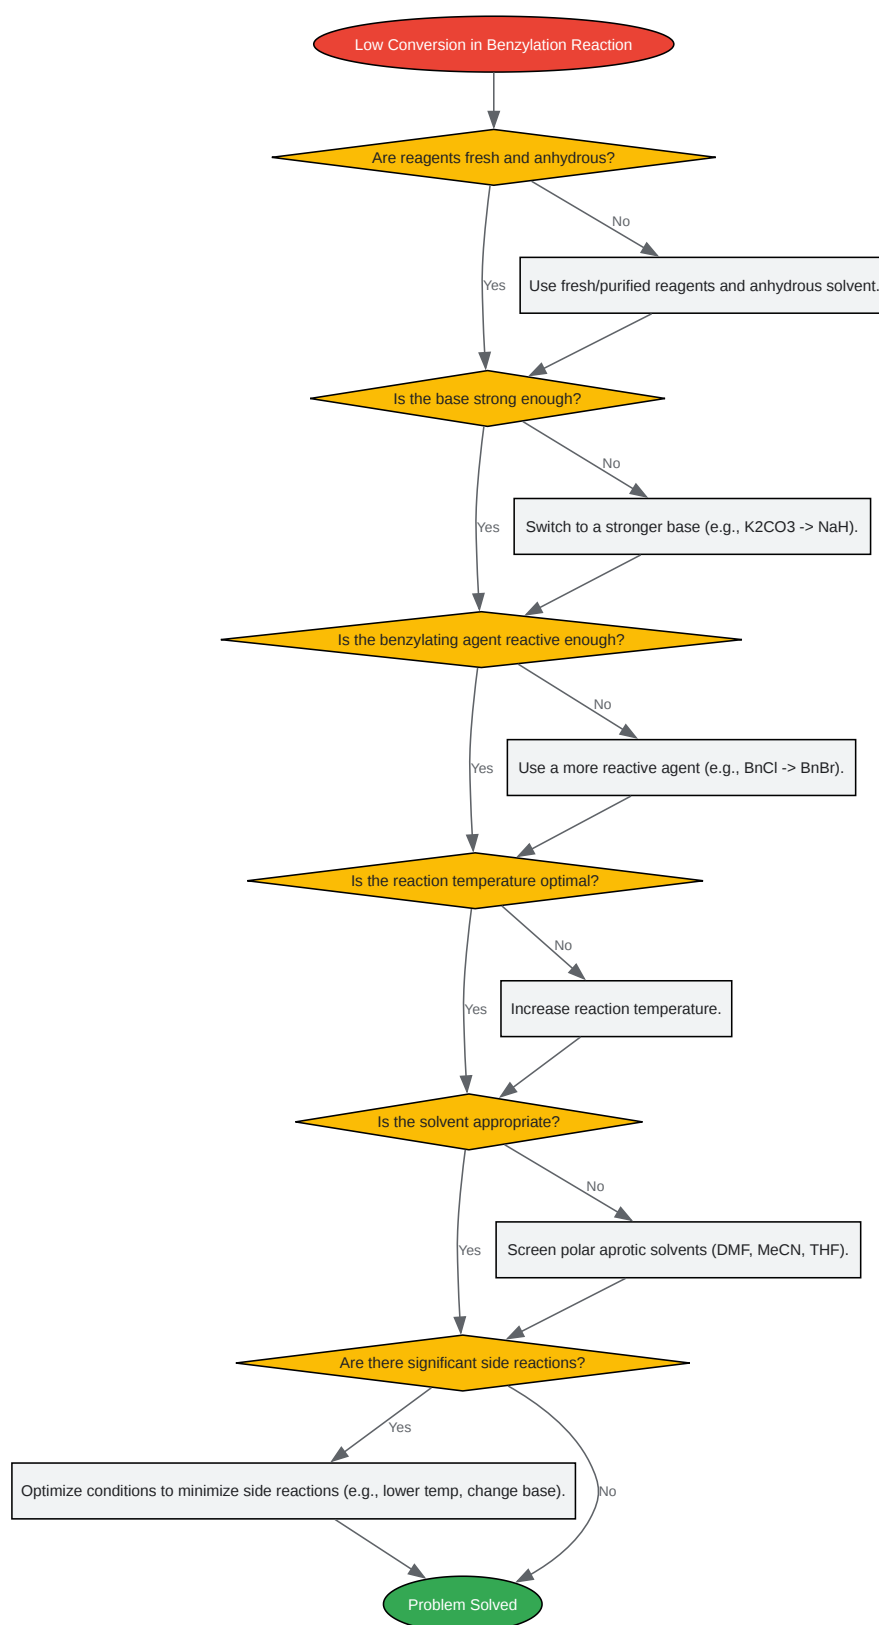 Low Conversion in Benzylation Reaction
Are reagents fresh and anhydrous?
No
Yes
Use fresh/purified reagents and anhydrous solvent.
Is the base strong enough?
No
Yes
Switch to a stronger base (e.g., K2CO3 -> NaH).
Is the benzylating agent reactive enough?
No
Yes
Use a more reactive agent (e.g., BnCl -> BnBr).
Is the reaction temperature optimal?
No
Yes
Increase reaction temperature.
Is the solvent appropriate?
No
Yes
Screen polar aprotic solvents (DMF, MeCN, THF).
Are there significant side reactions?
Yes
Optimize conditions to minimize side reactions (e.g., lower temp, change base).
No
Problem Solved